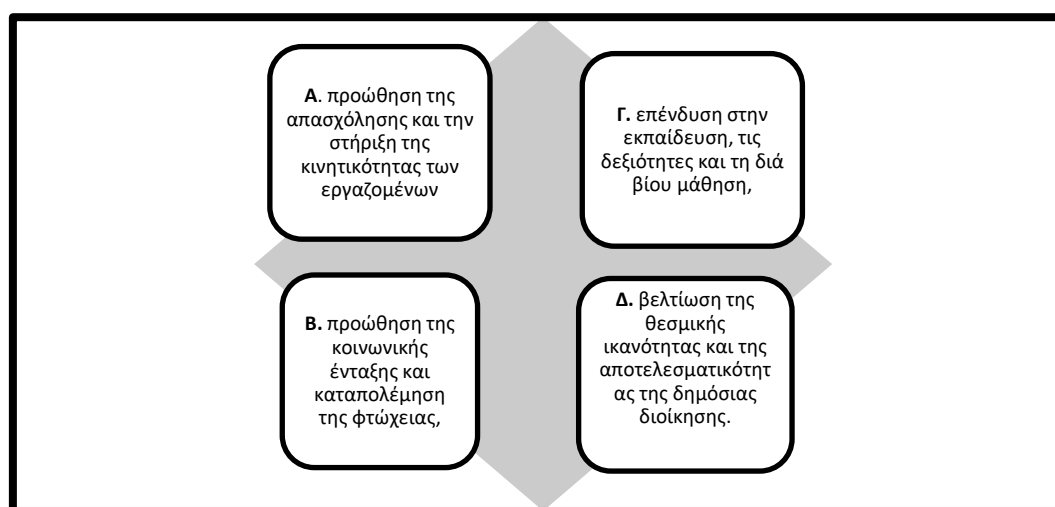 Α. προώθηση της
απασχόλησης και την
στήριξη της
κινητικότητας των
εργαζομένων
Β. προώθηση της
κοινωνικής
ένταξης και
καταπολέμηση
της φτώχειας,
Γ. επένδυση στην
εκπαίδευση, τις
δεξιότητες και τη διά
βίου μάθηση,
Δ. βελτίωση της
θεσμικής
ικανότητας και της
αποτελεσματικότητ
ας της δημόσιας
διοίκησης.